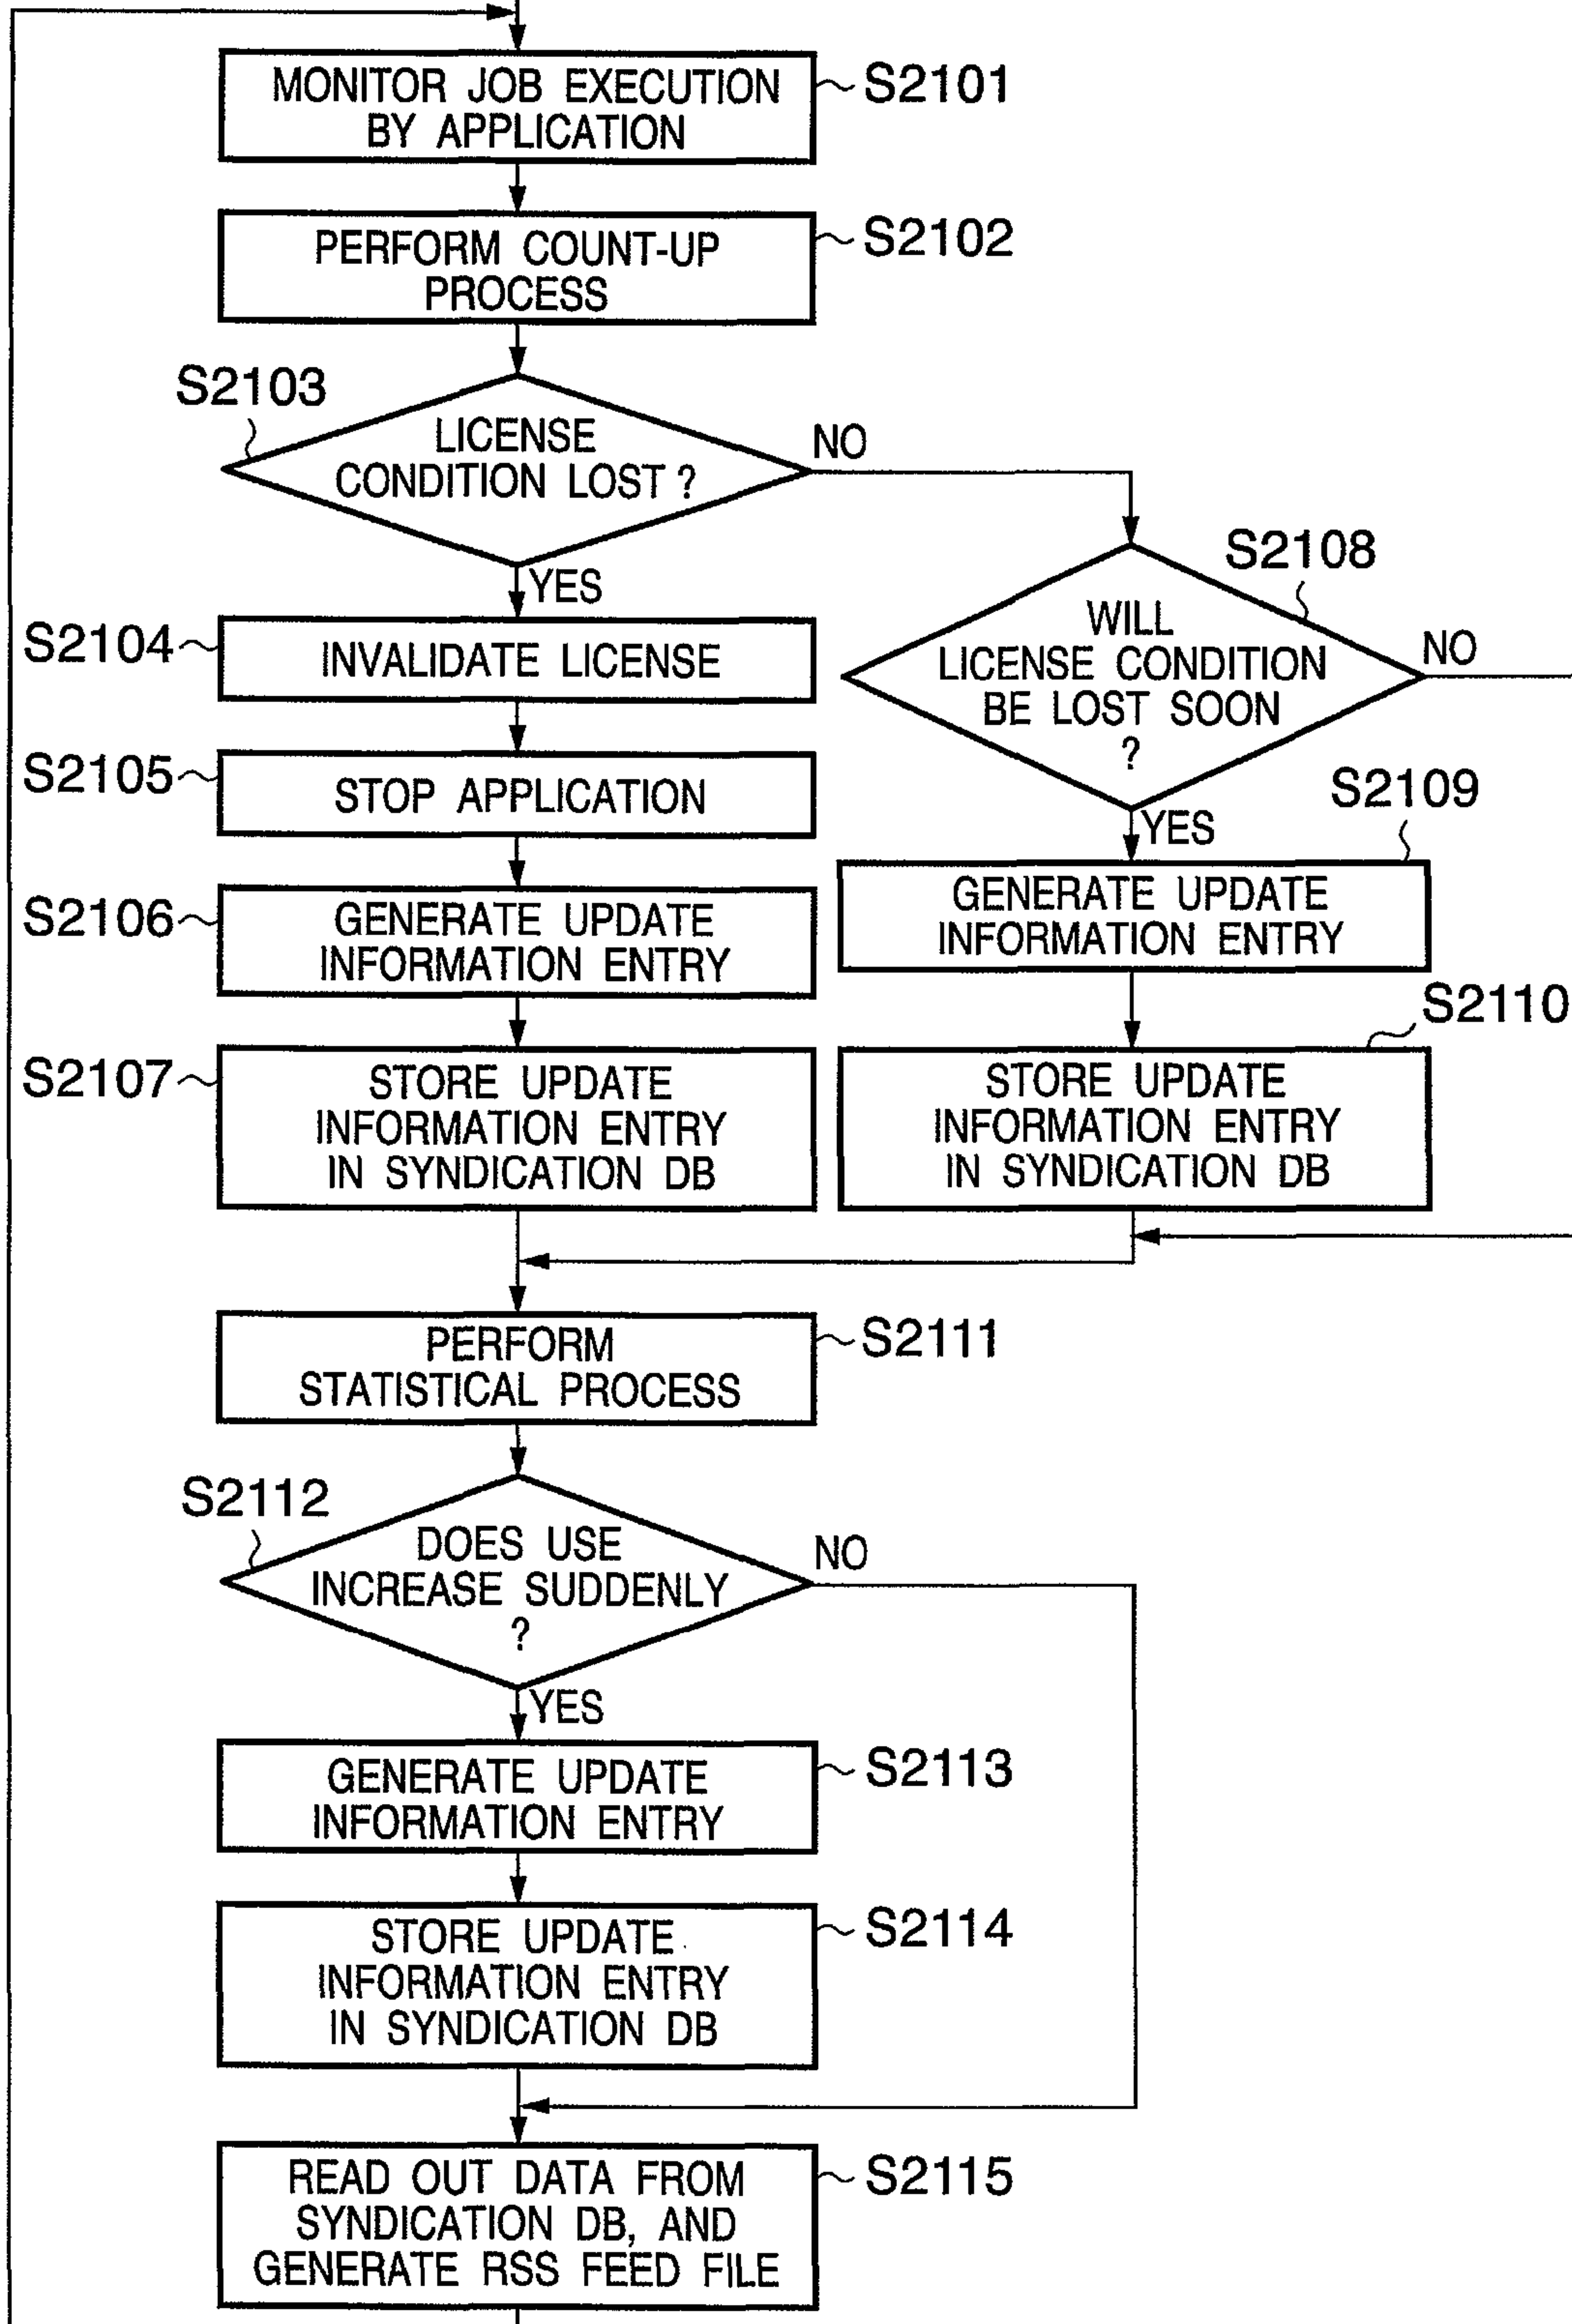 MONITOR JOB EXECUTION
BY APPLICATION
S2101
PERFORM COUNT-UP
PROCESS
S2102
S2103
LICENSE
CONDITION LOST ?
NO
YES
S2108
WILL
LICENSE CONDITION
BE LOST SOON
?
NO
YES
S2104
INVALIDATE LICENSE
S2105
STOP APPLICATION
S2106
GENERATE UPDATE
INFORMATION ENTRY
S2109
GENERATE UPDATE
INFORMATION ENTRY
S2107
STORE UPDATE
INFORMATION ENTRY
IN SYNDICATION DB
S2110
STORE UPDATE
INFORMATION ENTRY
IN SYNDICATION DB
PERFORM
STATISTICAL PROCESS
S2111
S2112
DOES USE
INCREASE SUDDENLY
?
NO
YES
GENERATE UPDATE
INFORMATION ENTRY
S2113
STORE UPDATE
INFORMATION ENTRY
IN SYNDICATION DB
S2114
READ OUT DATA FROM
SYNDICATION DB, AND
GENERATE RSS FEED FILE
S2115